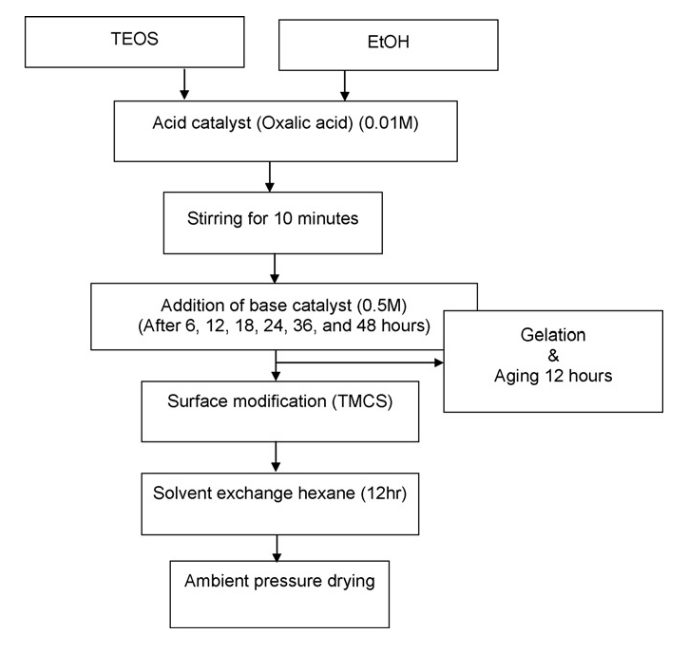 TEOS
EtOH
Acid catalyst (Oxalic acid) (0.01M)
Stirring for 10 minutes
Addition of base catalyst (0.5M)
(After 6, 12, 18, 24, 36, and 48 hours)
Gelation
&
Aging 12 hours
Surface modification (TMCS)
Solvent exchange hexane (12hr)
Ambient pressure drying